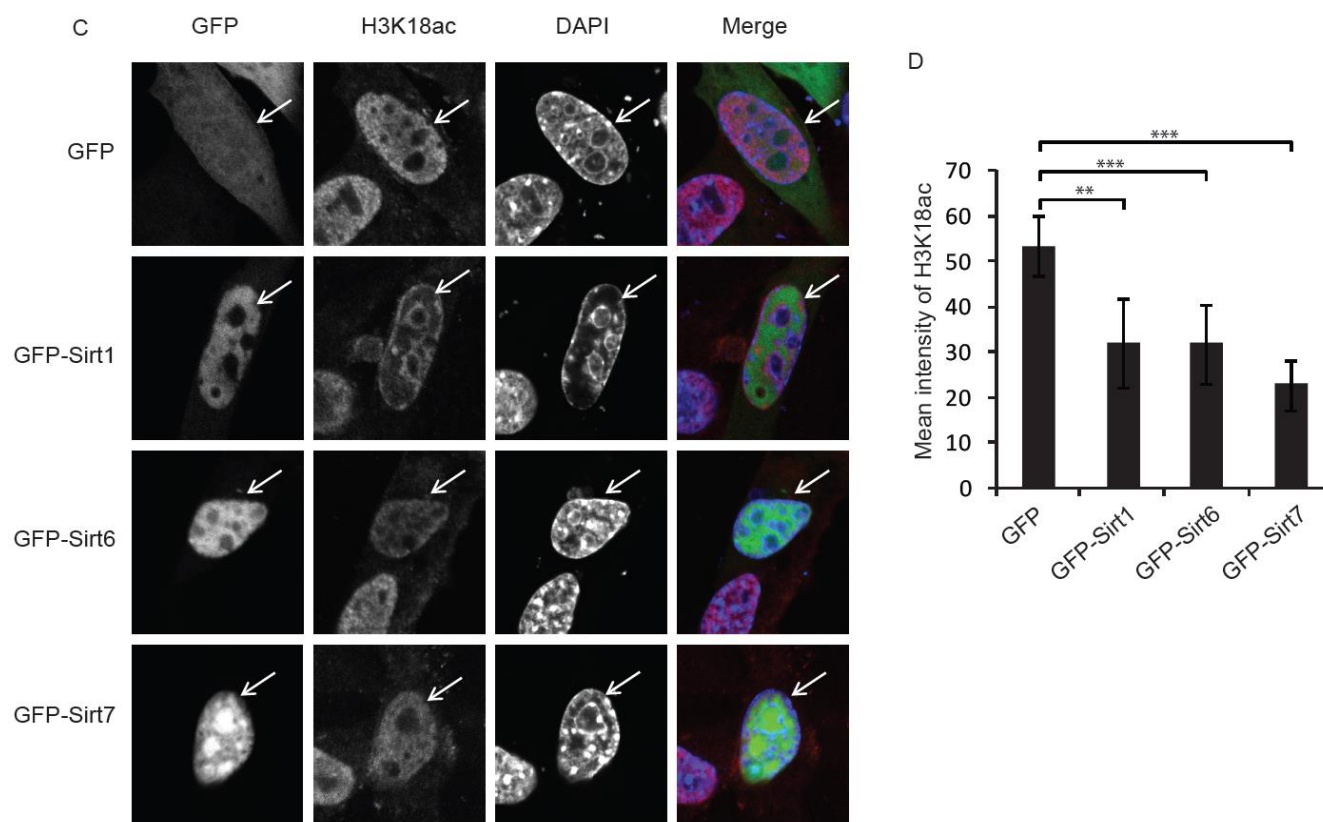 C GFP H3K18ac DAPI Merge
GFP
GFP-Sirt1
GFP-Sirt6
GFP-Sirt7
D
***
***
**
Mean intensity of H3K18ac
70
60
50
40
30
20
10
0
GFP
GFP-Sirt1
GFP-Sirt6
GFP-Sirt7